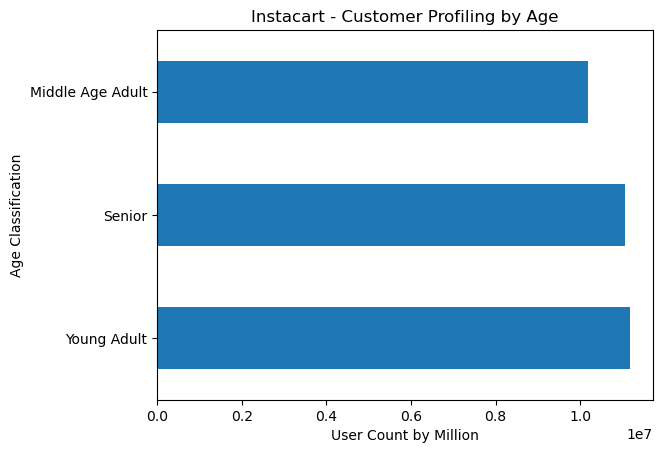 Instacart - Customer Profiling by Age
Age Classification
Middle Age Adult
Senior
Young Adult
0.0 0.2 0.4 0.6 0.8 1.0
1e7
User Count by Million